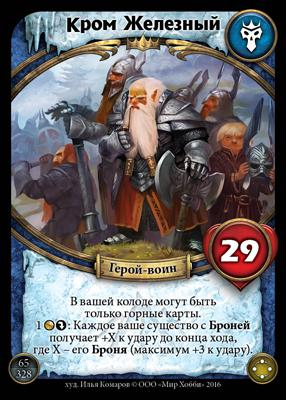 Кром Железный
29
Герой-воин
В вашей колоде могут быть
только горные карты.
1 : Каждое ваше существо с Броней
получает +X к удару до конца хода,
где X – его Броня (максимум +3 к удару).
65
328
худ. Илья Комаров © ООО «Мир Хобби» 2016